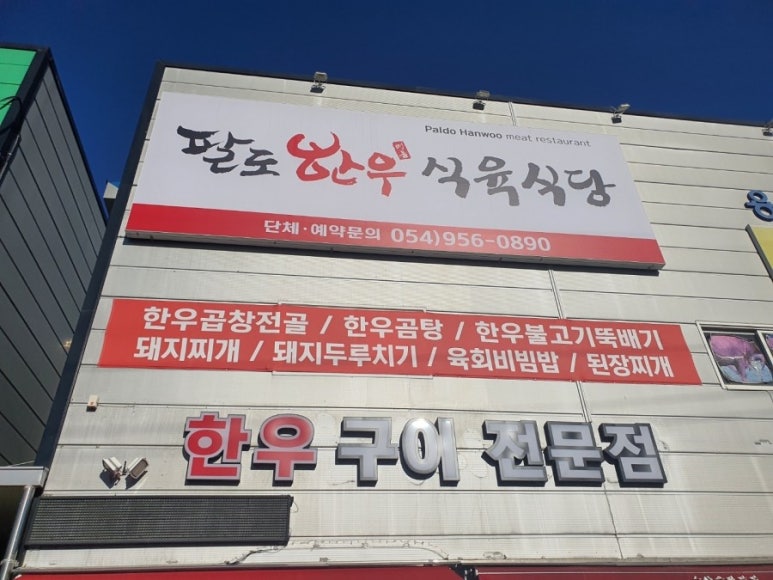 Paldo Hanwoo meat restaurant
팔도 한우 식육식당
단체·예약문의 054)956-0890
한우곱창전골 / 한우곰탕 / 한우불고기뚝배기
돼지찌개 / 돼지두루치기 / 육회비빔밥 / 된장찌개
한우 구이 전문점